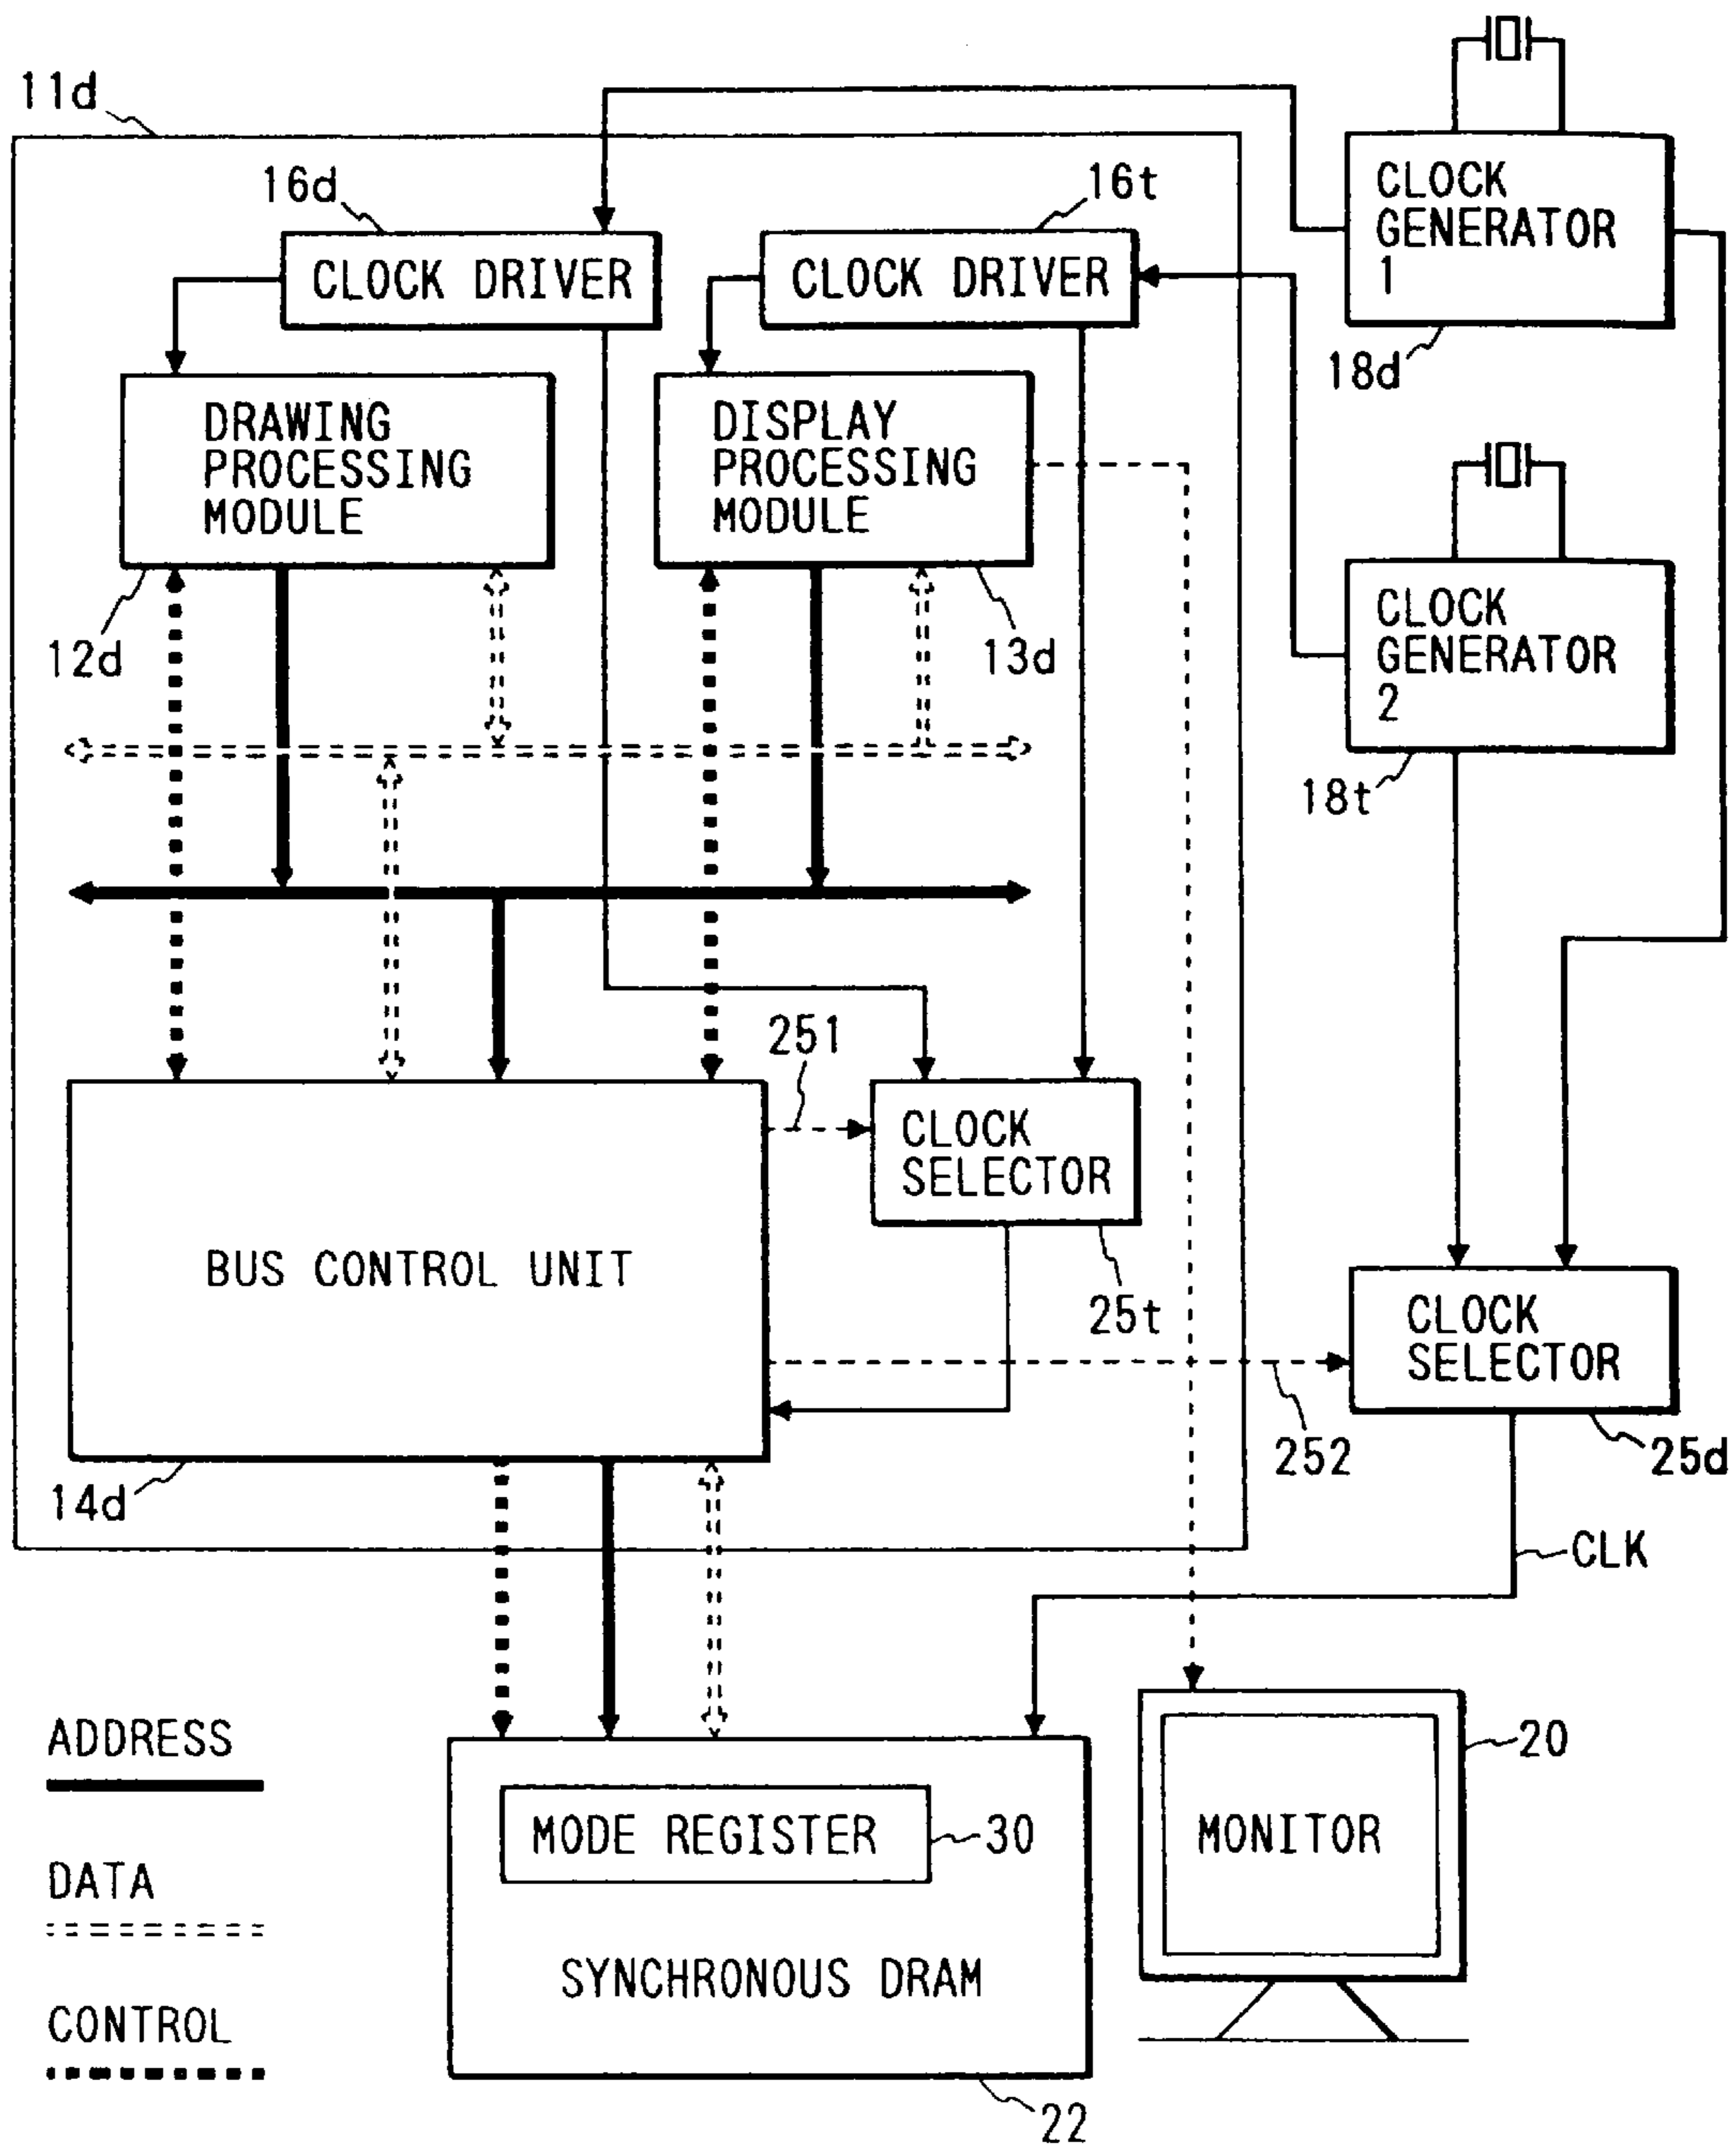 11d
16d
16t
CLOCK
GENERATOR
1
CLOCK DRIVER
CLOCK DRIVER
18d
DRAWING
PROCESSING
MODULE
DISPLAY
PROCESSING
MODULE
CLOCK
GENERATOR
2
12d
13d
18t
251
CLOCK
SELECTOR
BUS CONTROL UNIT
25t
CLOCK
SELECTOR
252
25d
14d
CLK
ADDRESS
20
MODE REGISTER
30
MONITOR
DATA
SYNCHRONOUS DRAM
CONTROL
22